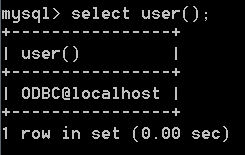 mysql> select user();
+----------------+
| user()         |
+----------------+
| ODBC@localhost |
+----------------+
1 row in set (0.00 sec)